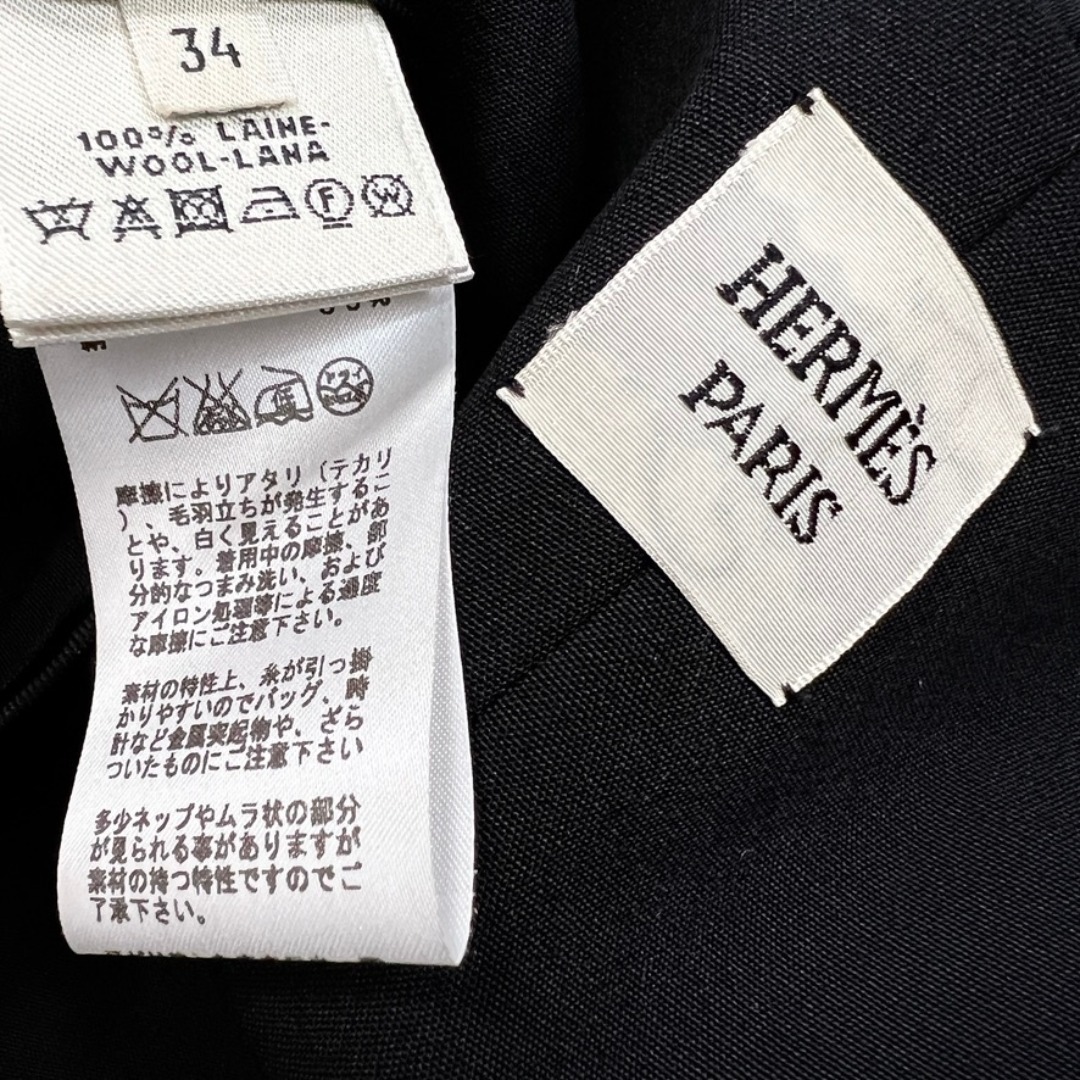 34
100% LAINE-
WOOL-LANA
F W
低
ドライ
摩擦によりアタリ（テカリ
）、毛羽立ちが発生するこ
とや、白く見えることがあ
ります。着用中の摩擦、部
分的なつまみ洗い、および
アイロン処理等による過度
な摩擦にご注意下さい。
素材の特性上、糸が引っ掛
かりやすいのでバッグ、時
計など金属突起物や、ざら
ついたものにご注意下さい
多少ネップやムラ状の部分
が見られる事がありますが
素材の持つ特性ですのでご
了承下さい。
HERMÈS
PARIS